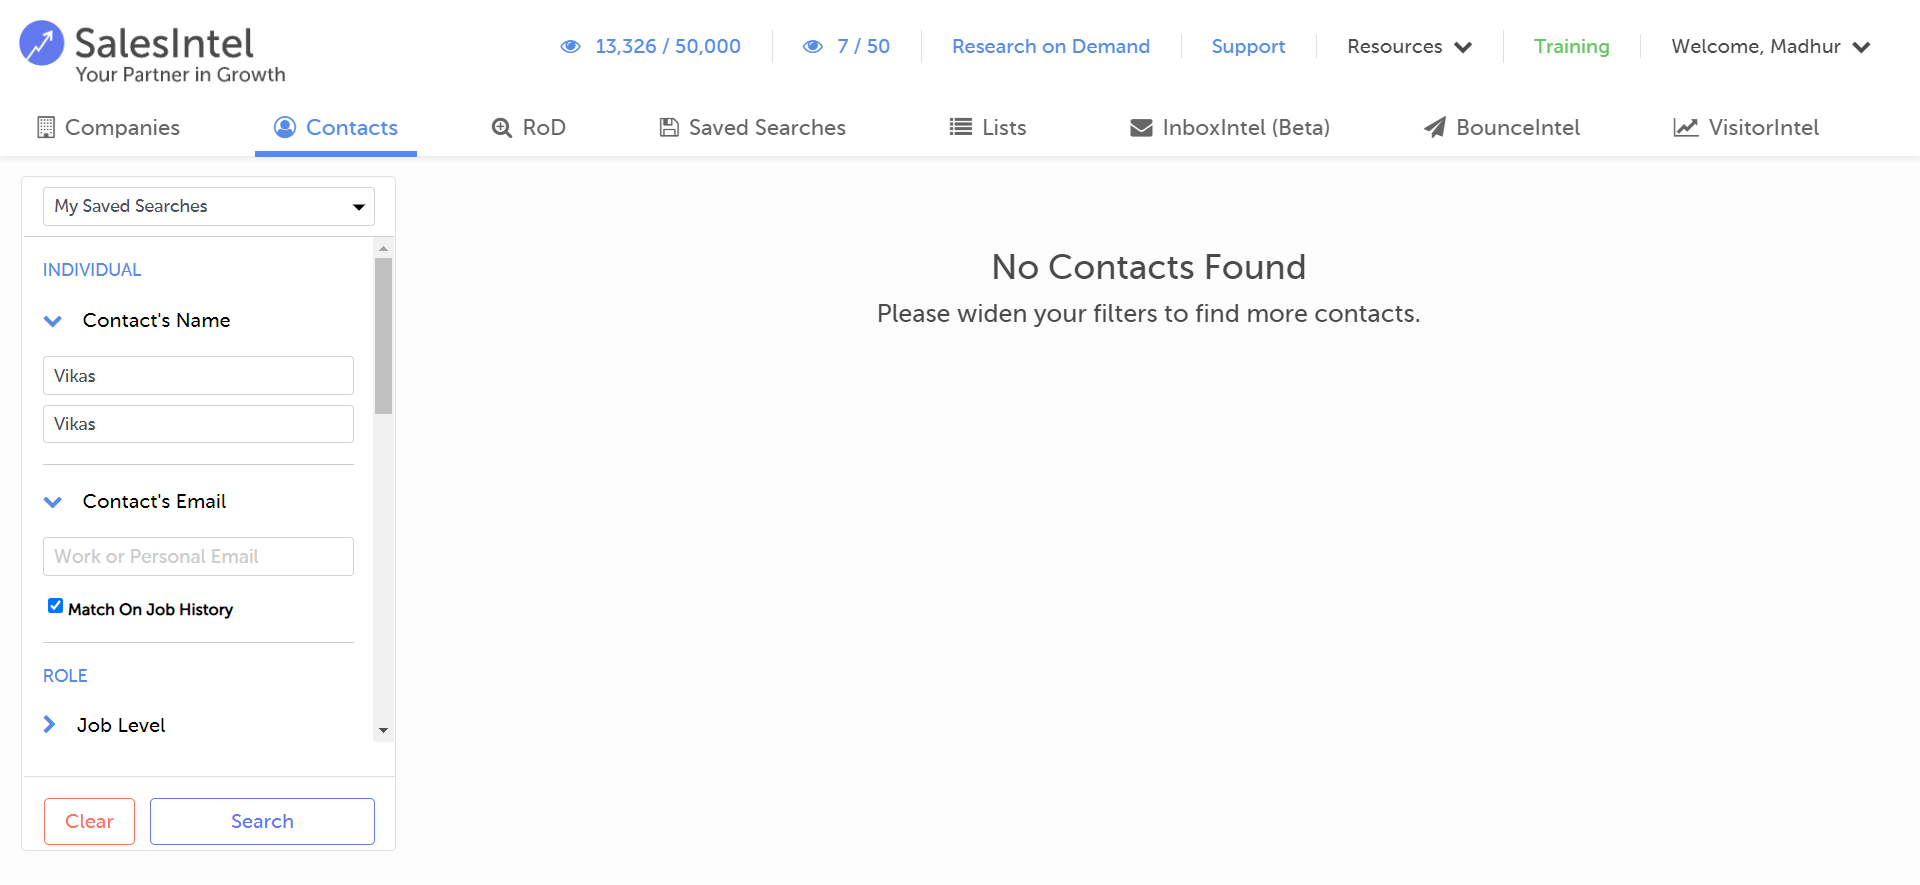 SalesIntel
Your Partner in Growth
13,326 / 50,000
7 / 50
Research on Demand
Support
Resources
Training
Welcome, Madhur
Companies
Contacts
RoD
Saved Searches
Lists
InboxIntel (Beta)
BounceIntel
VisitorIntel
My Saved Searches
INDIVIDUAL
Contact's Name
Vikas
Vikas
Contact's Email
Work or Personal Email
Match On Job History
ROLE
Job Level
Clear
Search
No Contacts Found
Please widen your filters to find more contacts.